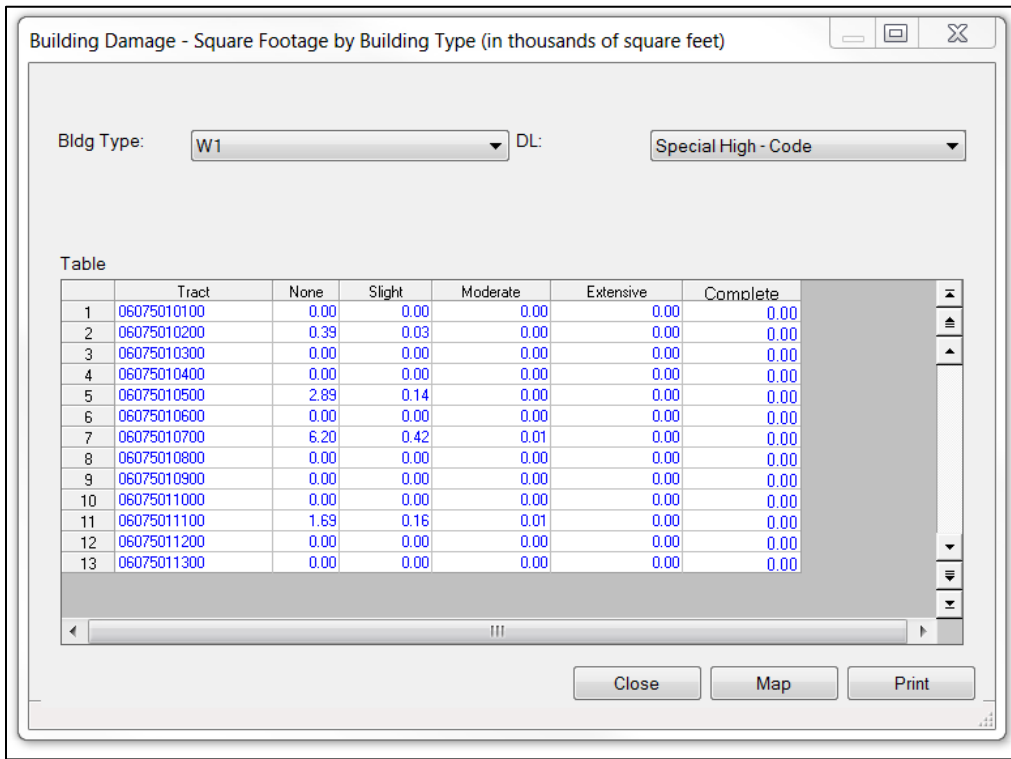 Building Damage - Square Footage by Building Type (in thousands of square feet)
Bldg Type: W1 DL: Special High - Code
Table
Tract None Slight Moderate Extensive Complete
1 06075010100 0.00 0.00 0.00 0.00 0.00
2 06075010200 0.39 0.03 0.00 0.00 0.00
3 06075010300 0.00 0.00 0.00 0.00 0.00
4 06075010400 0.00 0.00 0.00 0.00 0.00
5 06075010500 2.89 0.14 0.00 0.00 0.00
6 06075010600 0.00 0.00 0.00 0.00 0.00
7 06075010700 6.20 0.42 0.01 0.00 0.00
8 06075010800 0.00 0.00 0.00 0.00 0.00
9 06075010900 0.00 0.00 0.00 0.00 0.00
10 06075011000 0.00 0.00 0.00 0.00 0.00
11 06075011100 1.69 0.16 0.01 0.00 0.00
12 06075011200 0.00 0.00 0.00 0.00 0.00
13 06075011300 0.00 0.00 0.00 0.00 0.00
Close Map Print